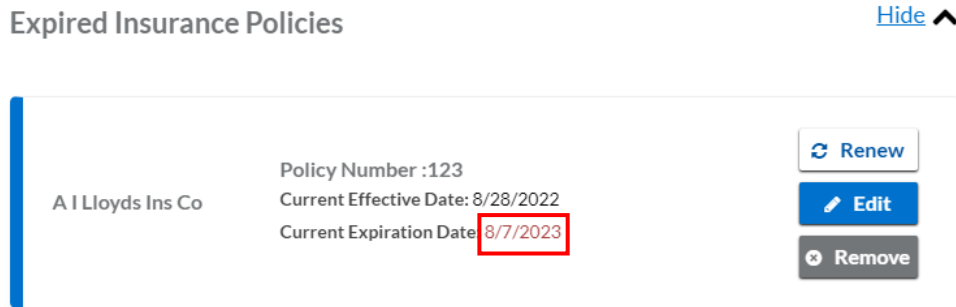 Expired Insurance Policies
Hide
A I Lloyds Ins Co
Policy Number :123
Current Effective Date: 8/28/2022
Current Expiration Date: 8/7/2023
Renew
Edit
Remove